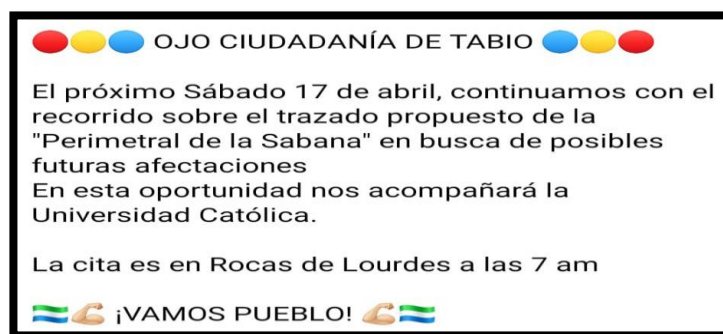 🔴🟡🔵 OJO CIUDADANÍA DE TABIO 🔵🟡🔴
El próximo Sábado 17 de abril, continuamos con el
recorrido sobre el trazado propuesto de la
"Perimetral de la Sabana" en busca de posibles
futuras afectaciones
En esta oportunidad nos acompañará la
Universidad Católica.
La cita es en Rocas de Lourdes a las 7 am
🇸🇱💪🏼 ¡VAMOS PUEBLO! 💪🏼🇸🇱